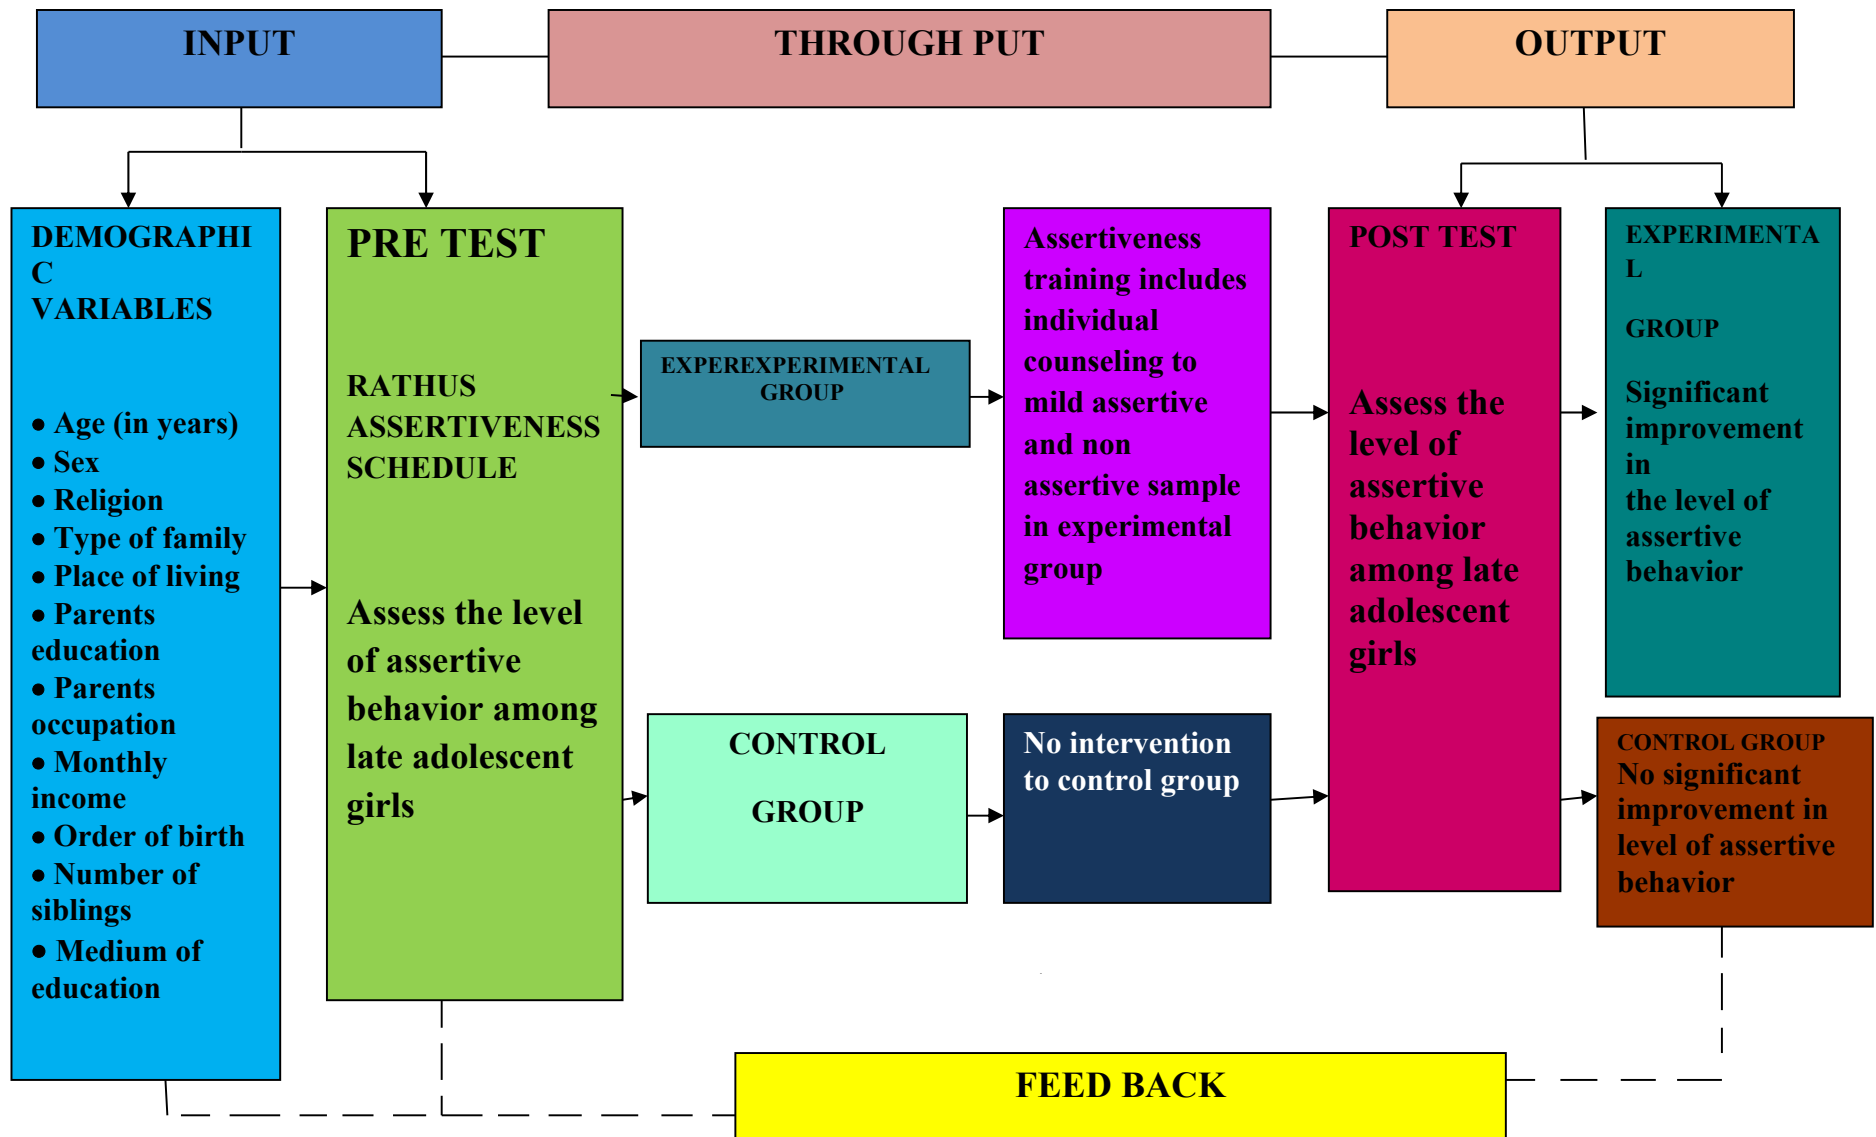 INPUT
THROUGH PUT
OUTPUT
DEMOGRAPHI
C
VARIABLES
• Age (in years)
• Sex
• Religion
• Type of family
• Place of living
• Parents
education
• Parents
occupation
• Monthly
income
• Order of birth
• Number of
siblings
• Medium of
education
PRE TEST
RATHUS
ASSERTIVENESS
SCHEDULE
Assess the level
of assertive
behavior among
late adolescent
girls
EXPEREXPERIMENTAL
GROUP
CONTROL
GROUP
Assertiveness
training includes
individual
counseling to
mild assertive
and non
assertive sample
in experimental
group
No intervention
to control group
POST TEST
Assess the
level of
assertive
behavior
among late
adolescent
girls
EXPERIMENTA
L
GROUP
Significant
improvement
in
the level of
assertive
behavior
CONTROL GROUP
No significant
improvement in
level of assertive
behavior
FEED BACK